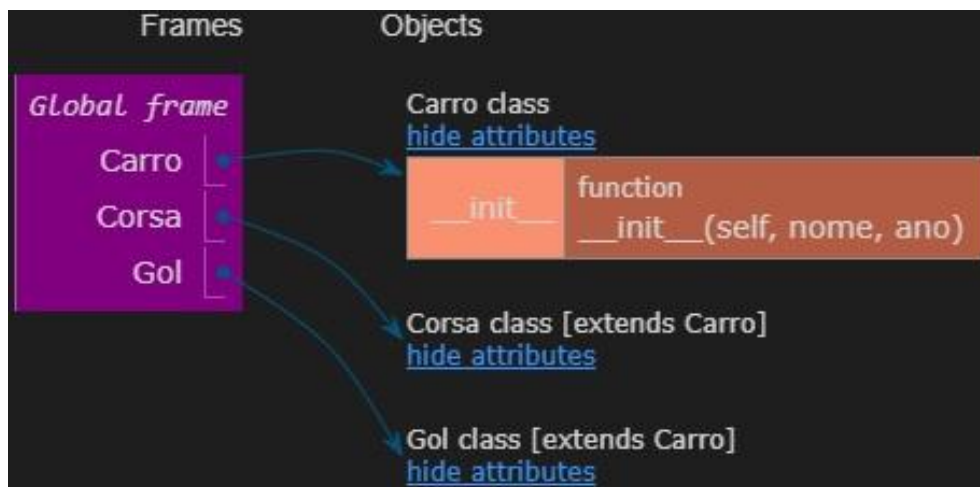 Frames
Objects
Global frame
Carro
Corsa
Gol
Carro class
hide attributes
__init__
function
__init__(self, nome, ano)
Corsa class [extends Carro]
hide attributes
Gol class [extends Carro]
hide attributes